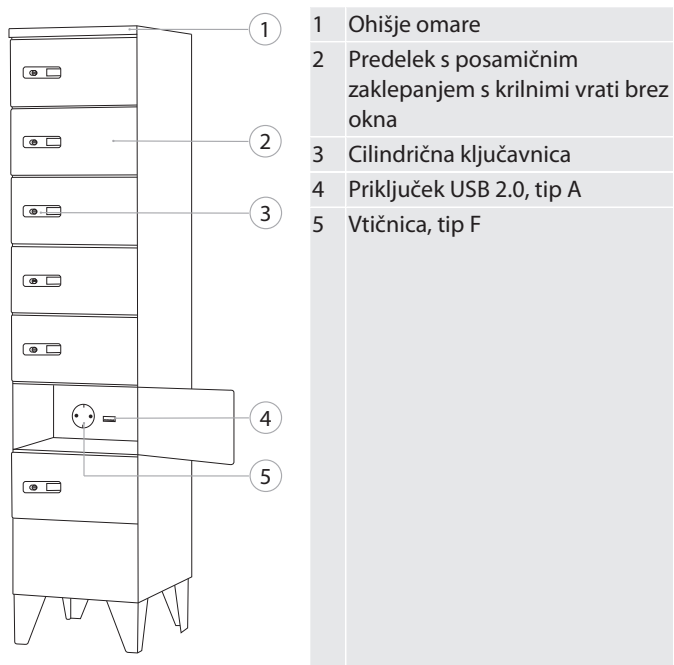 1
2
3
4
5
1 Ohišje omare
2 Predelek s posamičnim
zaklepanjem s krilnimi vrati brez
okna
3 Cilindrična ključavnica
4 Priključek USB 2.0, tip A
5 Vtičnica, tip F